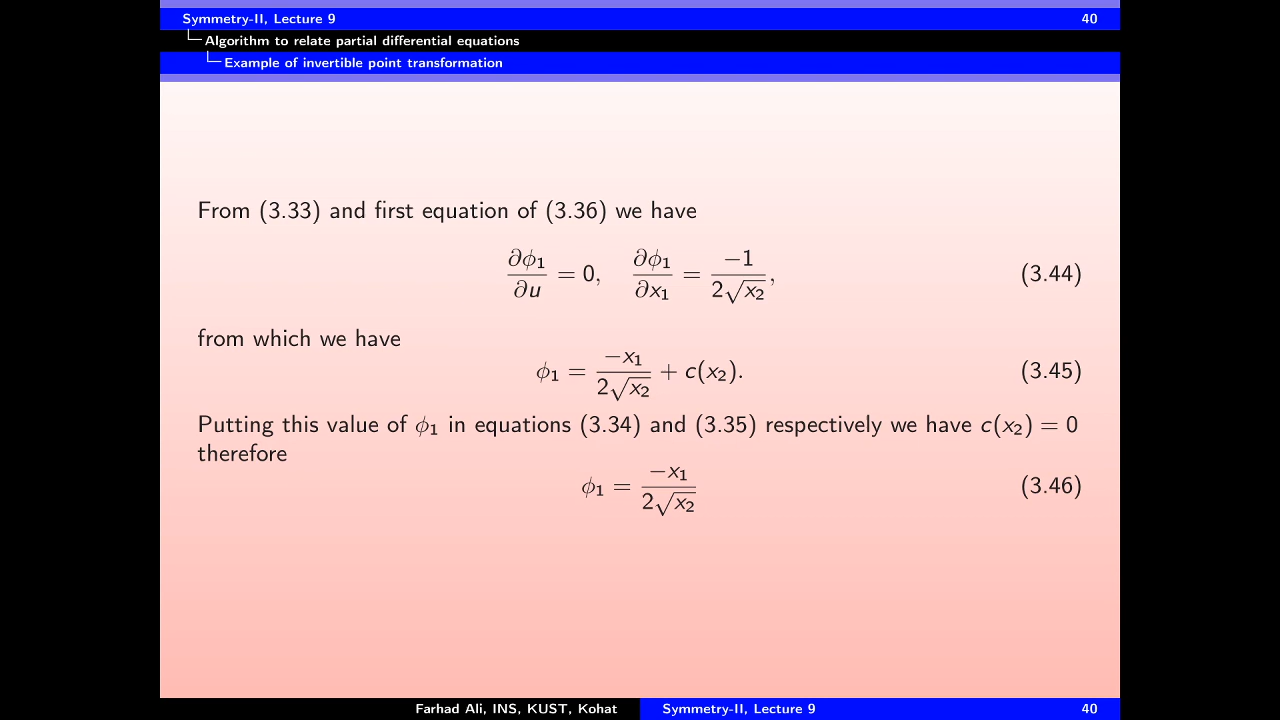 Symmetry-II, Lecture 9 40
Algorithm to relate partial differential equations
Example of invertible point transformation
From (3.33) and first equation of (3.36) we have
∂ϕ₁/∂u = 0, ∂ϕ₁/∂x₁ = −1/(2√x₂), (3.44)
from which we have
ϕ₁ = −x₁/(2√x₂) + c(x₂). (3.45)
Putting this value of ϕ₁ in equations (3.34) and (3.35) respectively we have c(x₂) = 0
therefore
ϕ₁ = −x₁/(2√x₂) (3.46)
Farhad Ali, INS, KUST, Kohat Symmetry-II, Lecture 9 40